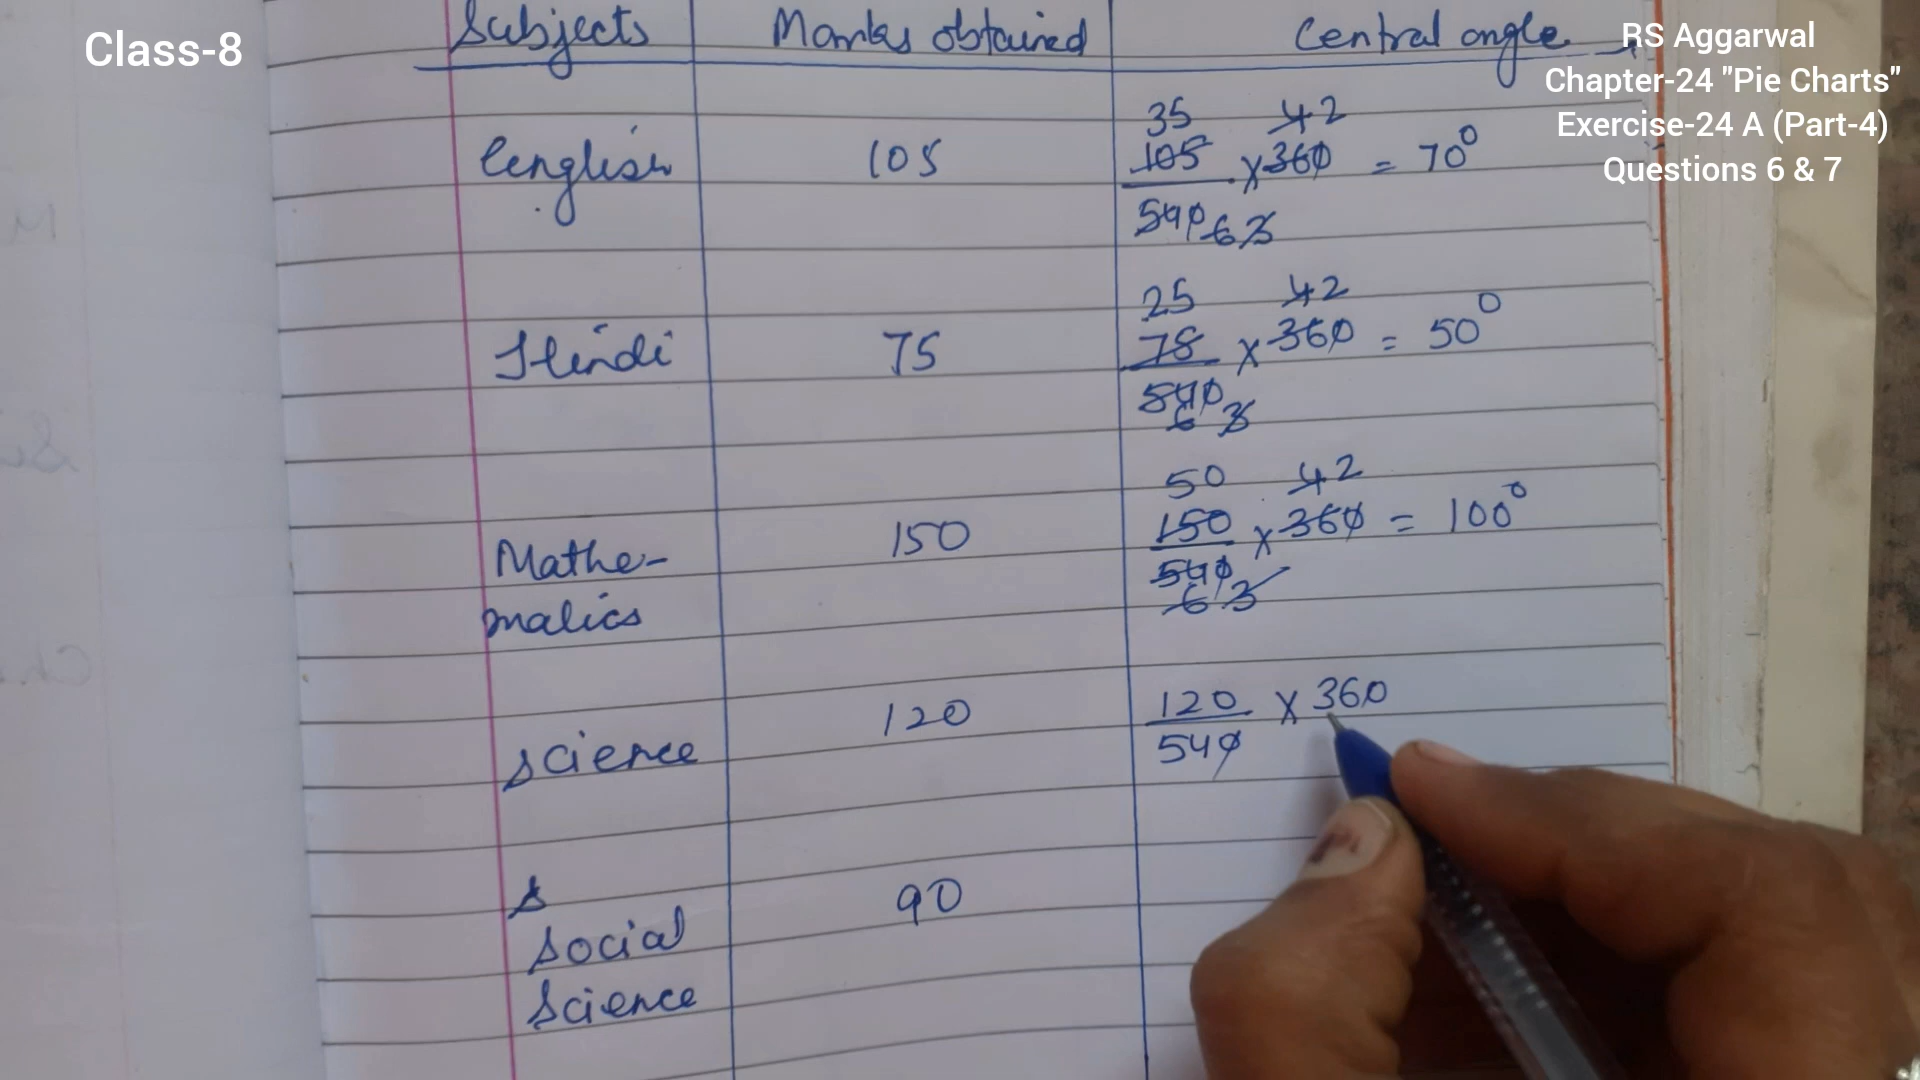 Class-8
RS Aggarwal
Chapter-24 "Pie Charts"
Exercise-24 A (Part-4)
Questions 6 & 7
Subjects Marks obtained Central angle
English 105 105/540 × 360 = 70°
35 42
6 3
Hindi 75 75/540 × 360 = 50°
25 42
6 3
Mathe-
matics 150 150/540 × 360 = 100°
50 42
6 3
Science 120 120/540 × 360
S
Social
Science 90